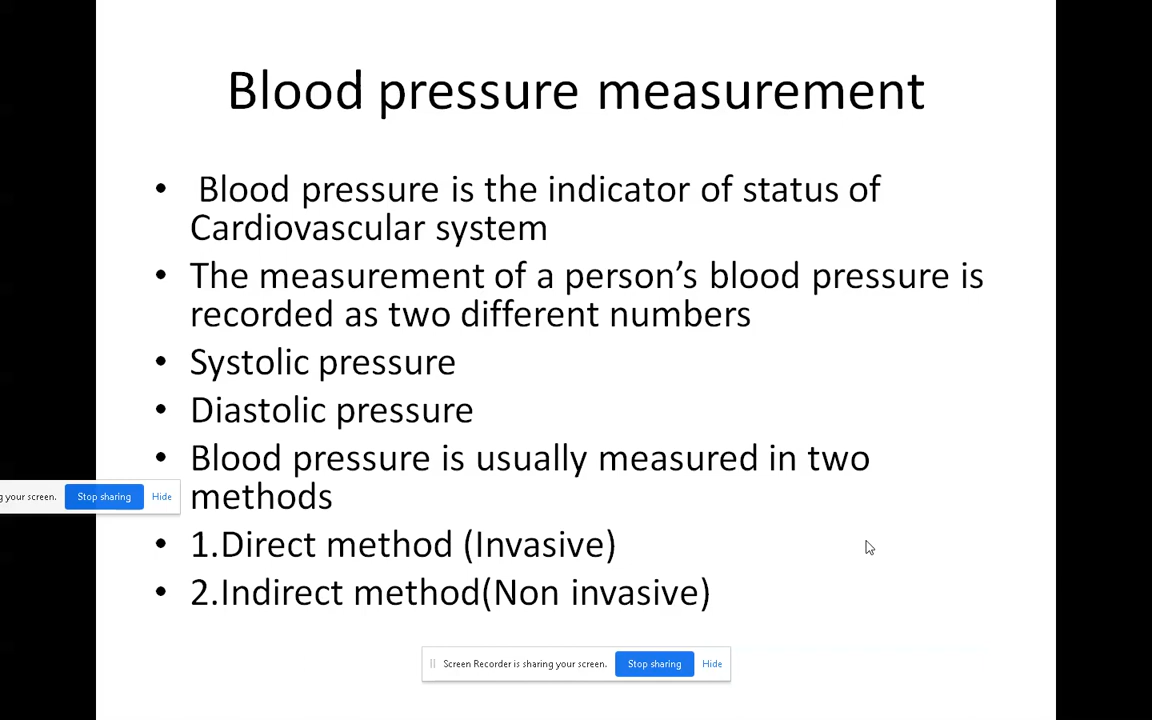 Blood pressure measurement
• Blood pressure is the indicator of status of
Cardiovascular system
• The measurement of a person’s blood pressure is
recorded as two different numbers
• Systolic pressure
• Diastolic pressure
• Blood pressure is usually measured in two
methods
g your screen. Stop sharing Hide
• 1.Direct method (Invasive)
• 2.Indirect method(Non invasive)
Screen Recorder is sharing your screen. Stop sharing Hide